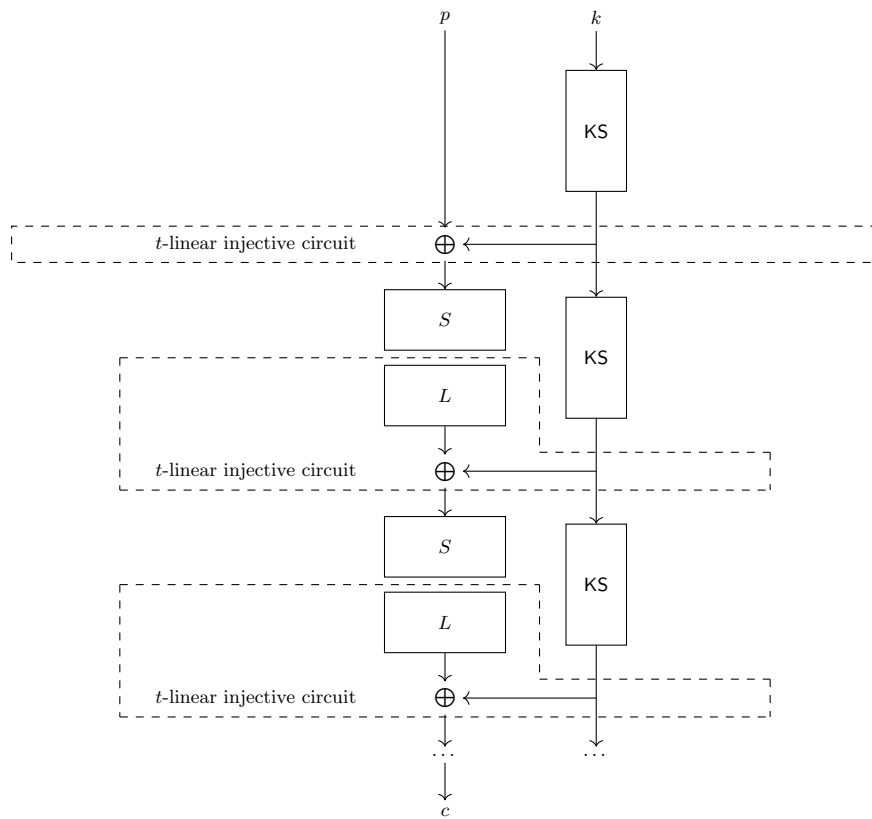 p k
KS
t-linear injective circuit ⊕
S
KS
L
t-linear injective circuit ⊕
S
KS
L
t-linear injective circuit ⊕
... ...
c